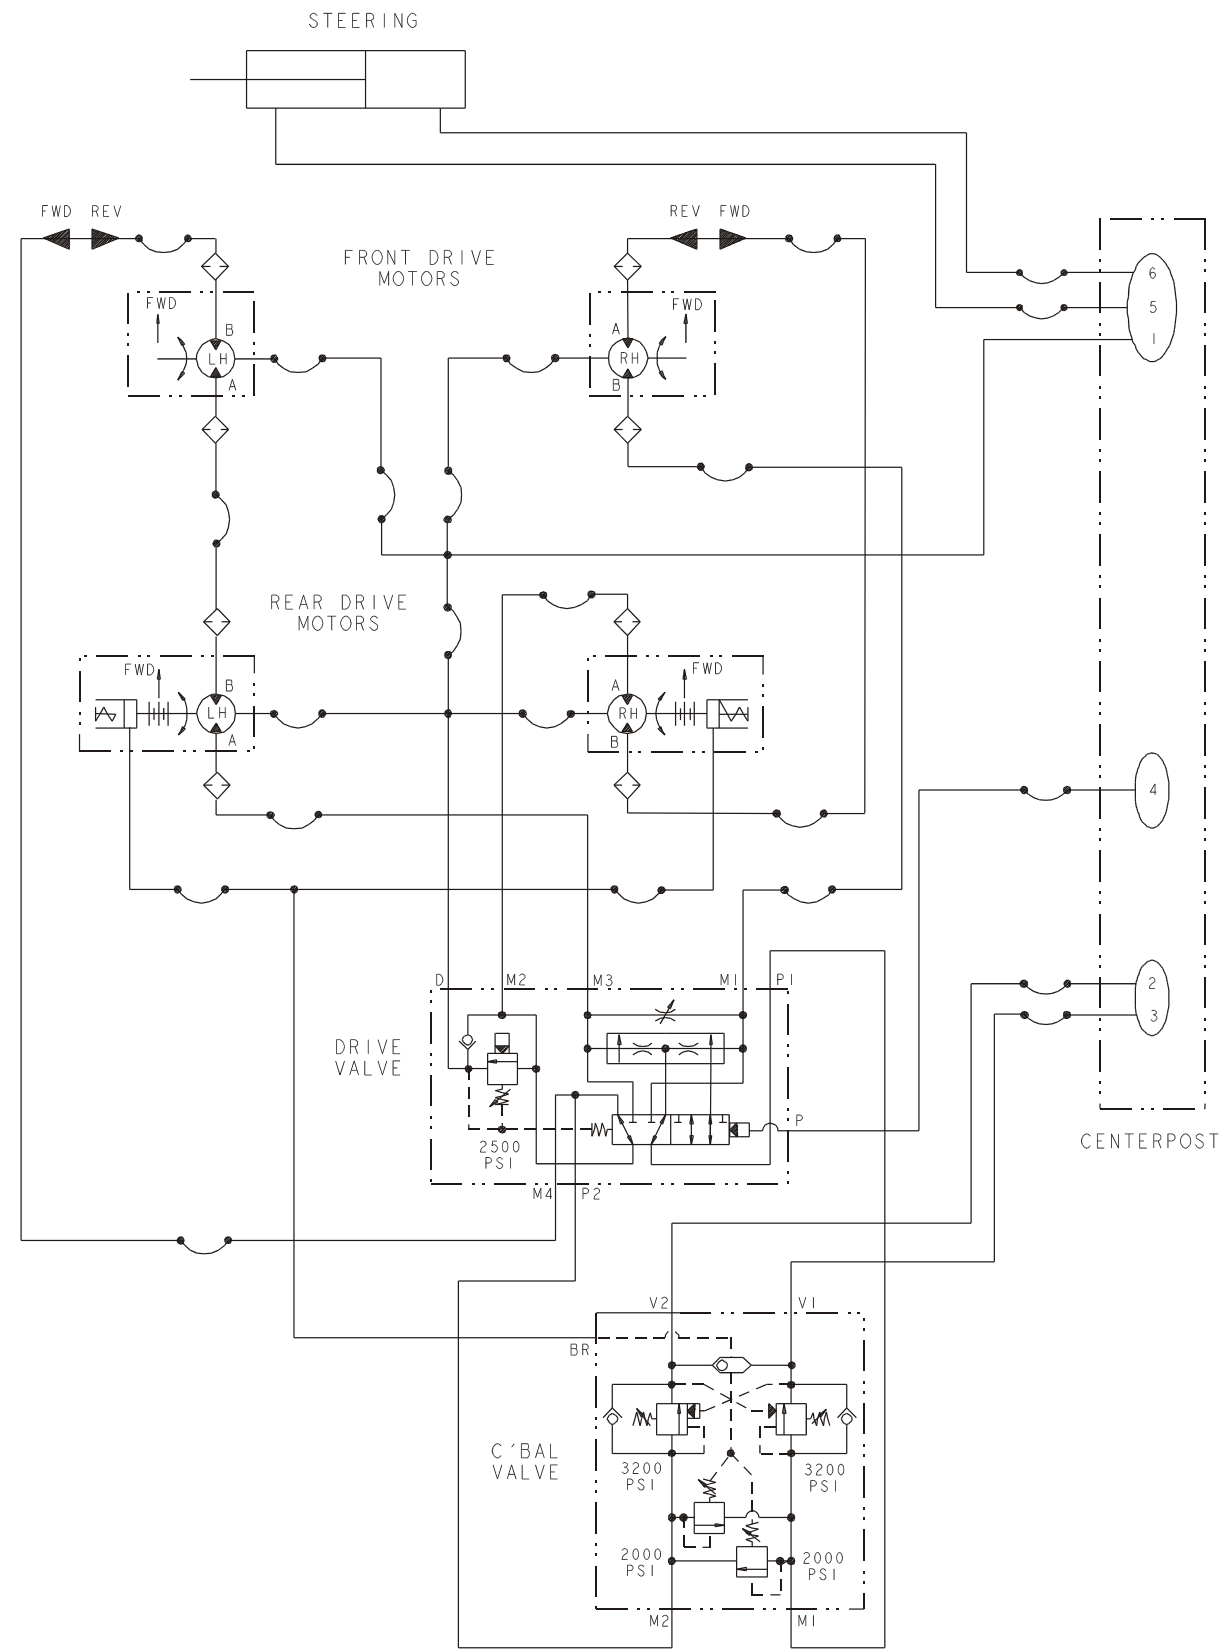 STEERING
FWD REV
REV FWD
FRONT DRIVE
MOTORS
6
5
1
FWD
B
LH
A
FWD
A
RH
B
REAR DRIVE
MOTORS
FWD
B
LH
A
FWD
A
RH
B
4
D
M2
M3
M1
P1
2
3
DRIVE
VALVE
P
2500
PSI
CENTERPOST
M4
P2
V2
V1
BR
C'BAL
VALVE
3200
PSI
3200
PSI
2000
PSI
2000
PSI
M2
M1